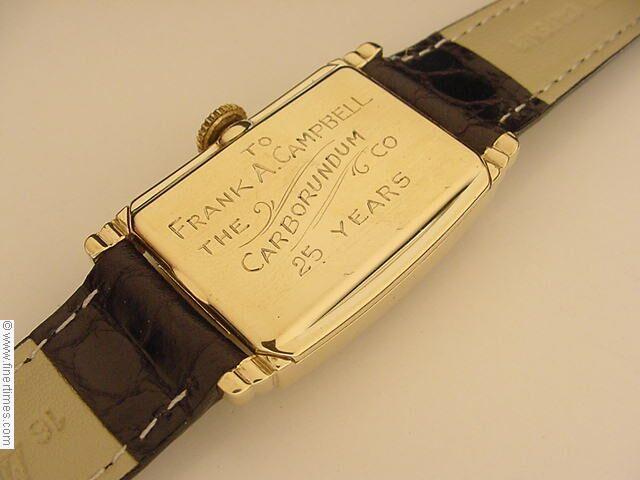 TO
FRANK A. CAMPBELL
THE CARBORUNDUM CO
25 YEARS
© www.finertimes.com